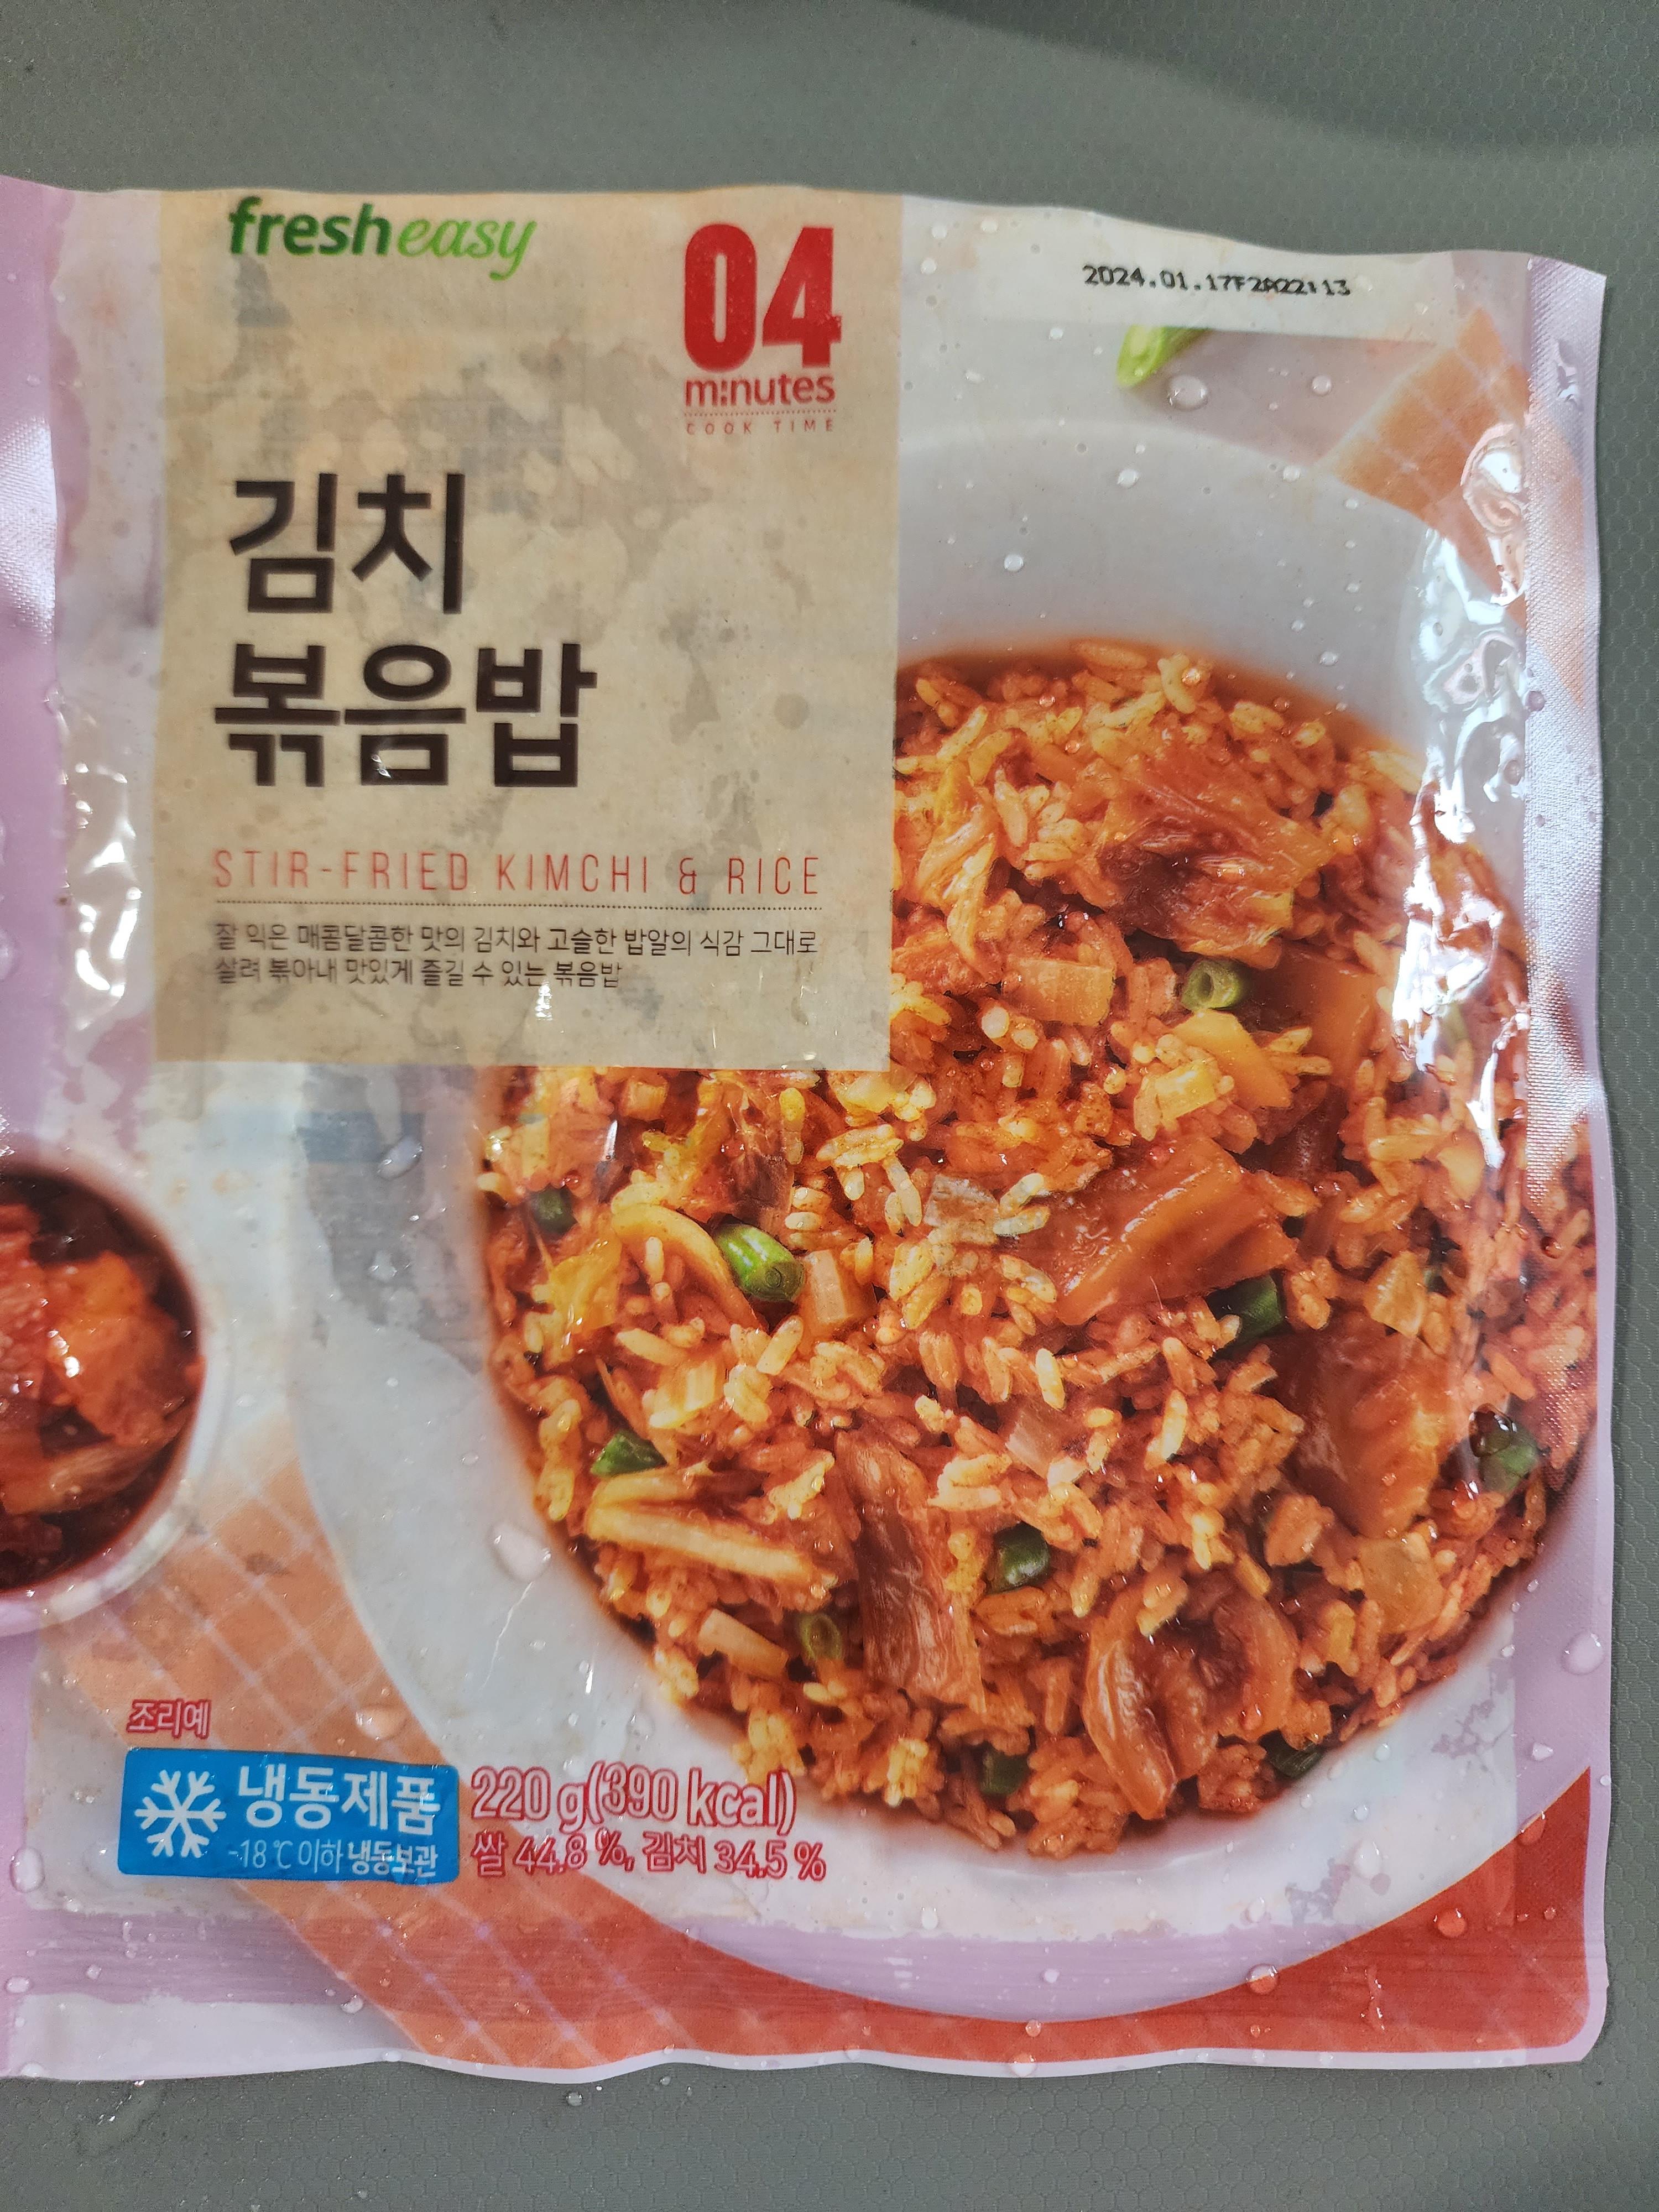 fresheasy
04
m:nutes
COOK TIME
2024.01.17F2A22:13
김치
볶음밥
STIR-FRIED KIMCHI & RICE
잘 익은 매콤달콤한 맛의 김치와 고슬한 밥알의 식감 그대로
살려 볶아내 맛있게 즐길 수 있는 볶음밥
조리예
냉동제품
-18℃ 이하 냉동보관
220 g(390 kcal)
쌀 44.8 %, 김치 34.5 %